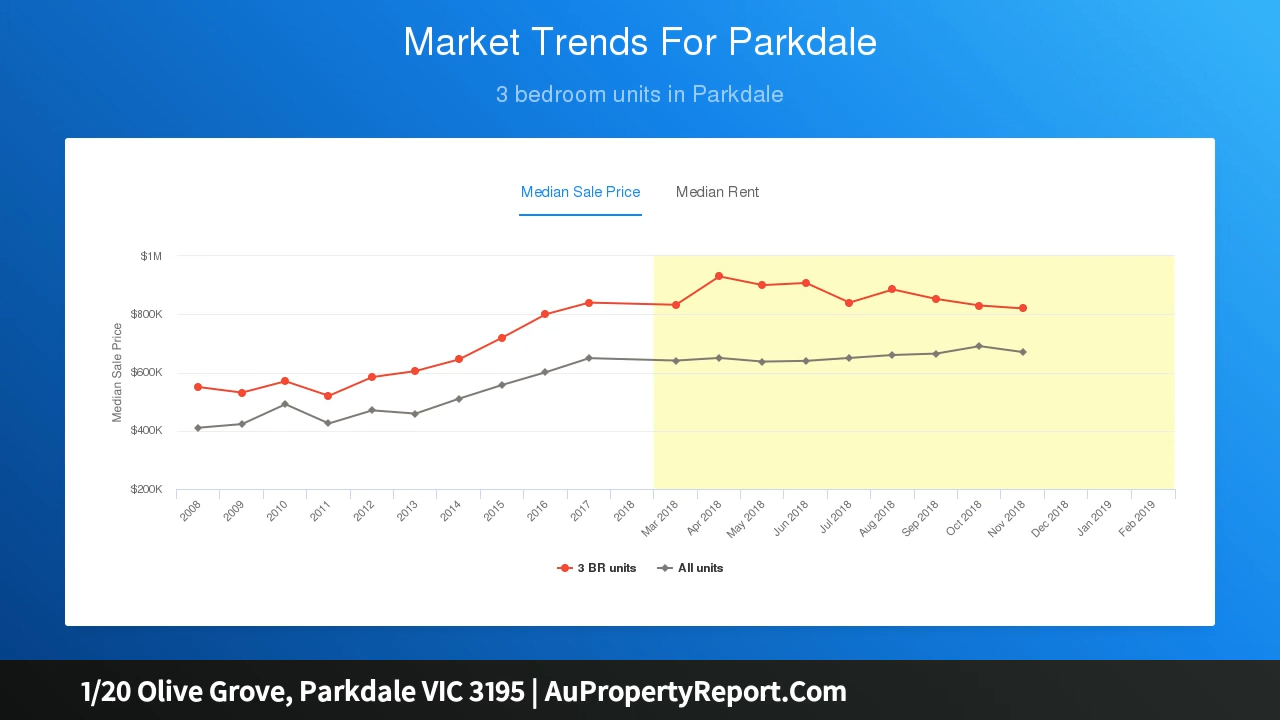 Market Trends For Parkdale
3 bedroom units in Parkdale
Median Sale Price Median Rent
$1M
$800K
$600K
$400K
$200K
Median Sale Price
2008 2009 2010 2011 2012 2013 2014 2015 2016 2017 2018 Mar 2018 Apr 2018 May 2018 Jun 2018 Jul 2018 Aug 2018 Sep 2018 Oct 2018 Nov 2018 Dec 2018 Jan 2019 Feb 2019
3 BR units All units
1/20 Olive Grove, Parkdale VIC 3195 | AuPropertyReport.Com